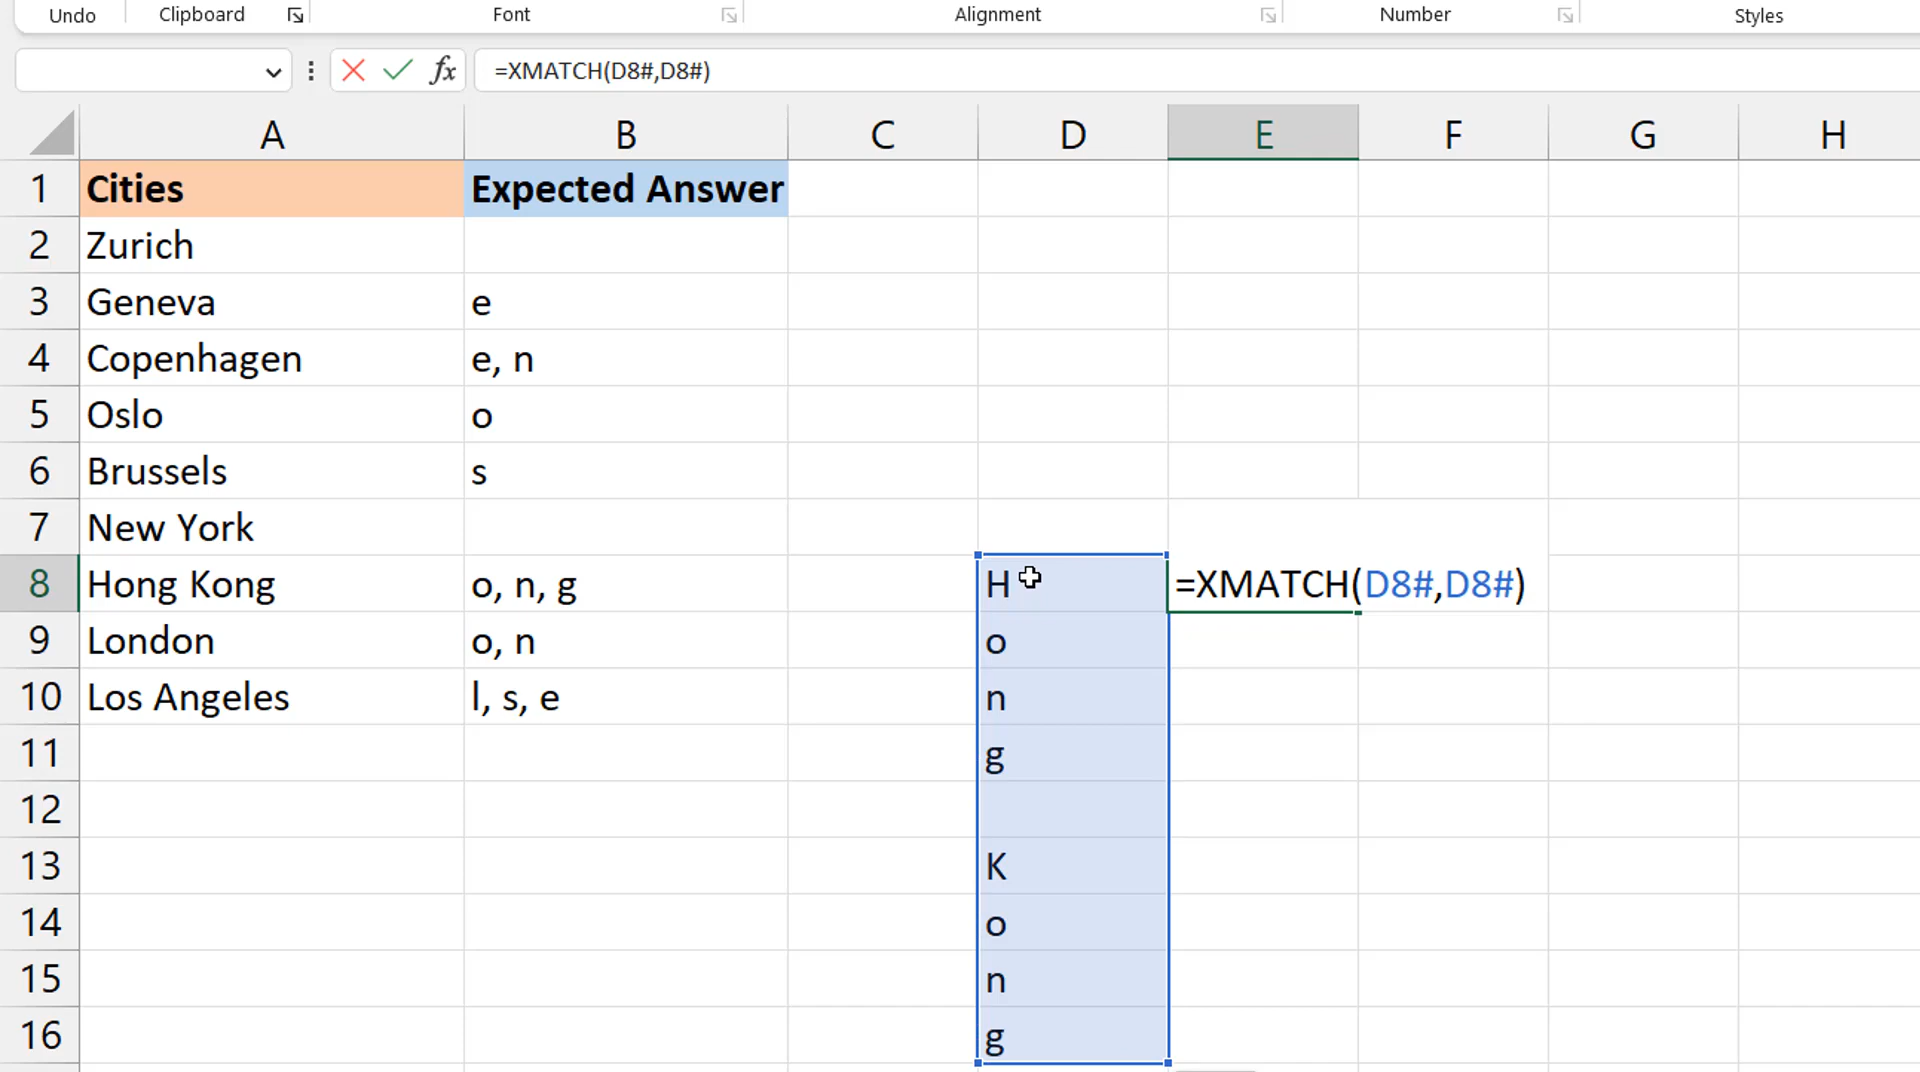 Undo Clipboard Font Alignment Number Styles
=XMATCH(D8#,D8#)
A B C D E F G H
1 Cities Expected Answer
2 Zurich
3 Geneva e
4 Copenhagen e, n
5 Oslo o
6 Brussels s
7 New York
8 Hong Kong o, n, g H =XMATCH(D8#,D8#)
9 London o, n o
10 Los Angeles l, s, e n
11 g
12
13 K
14 o
15 n
16 g